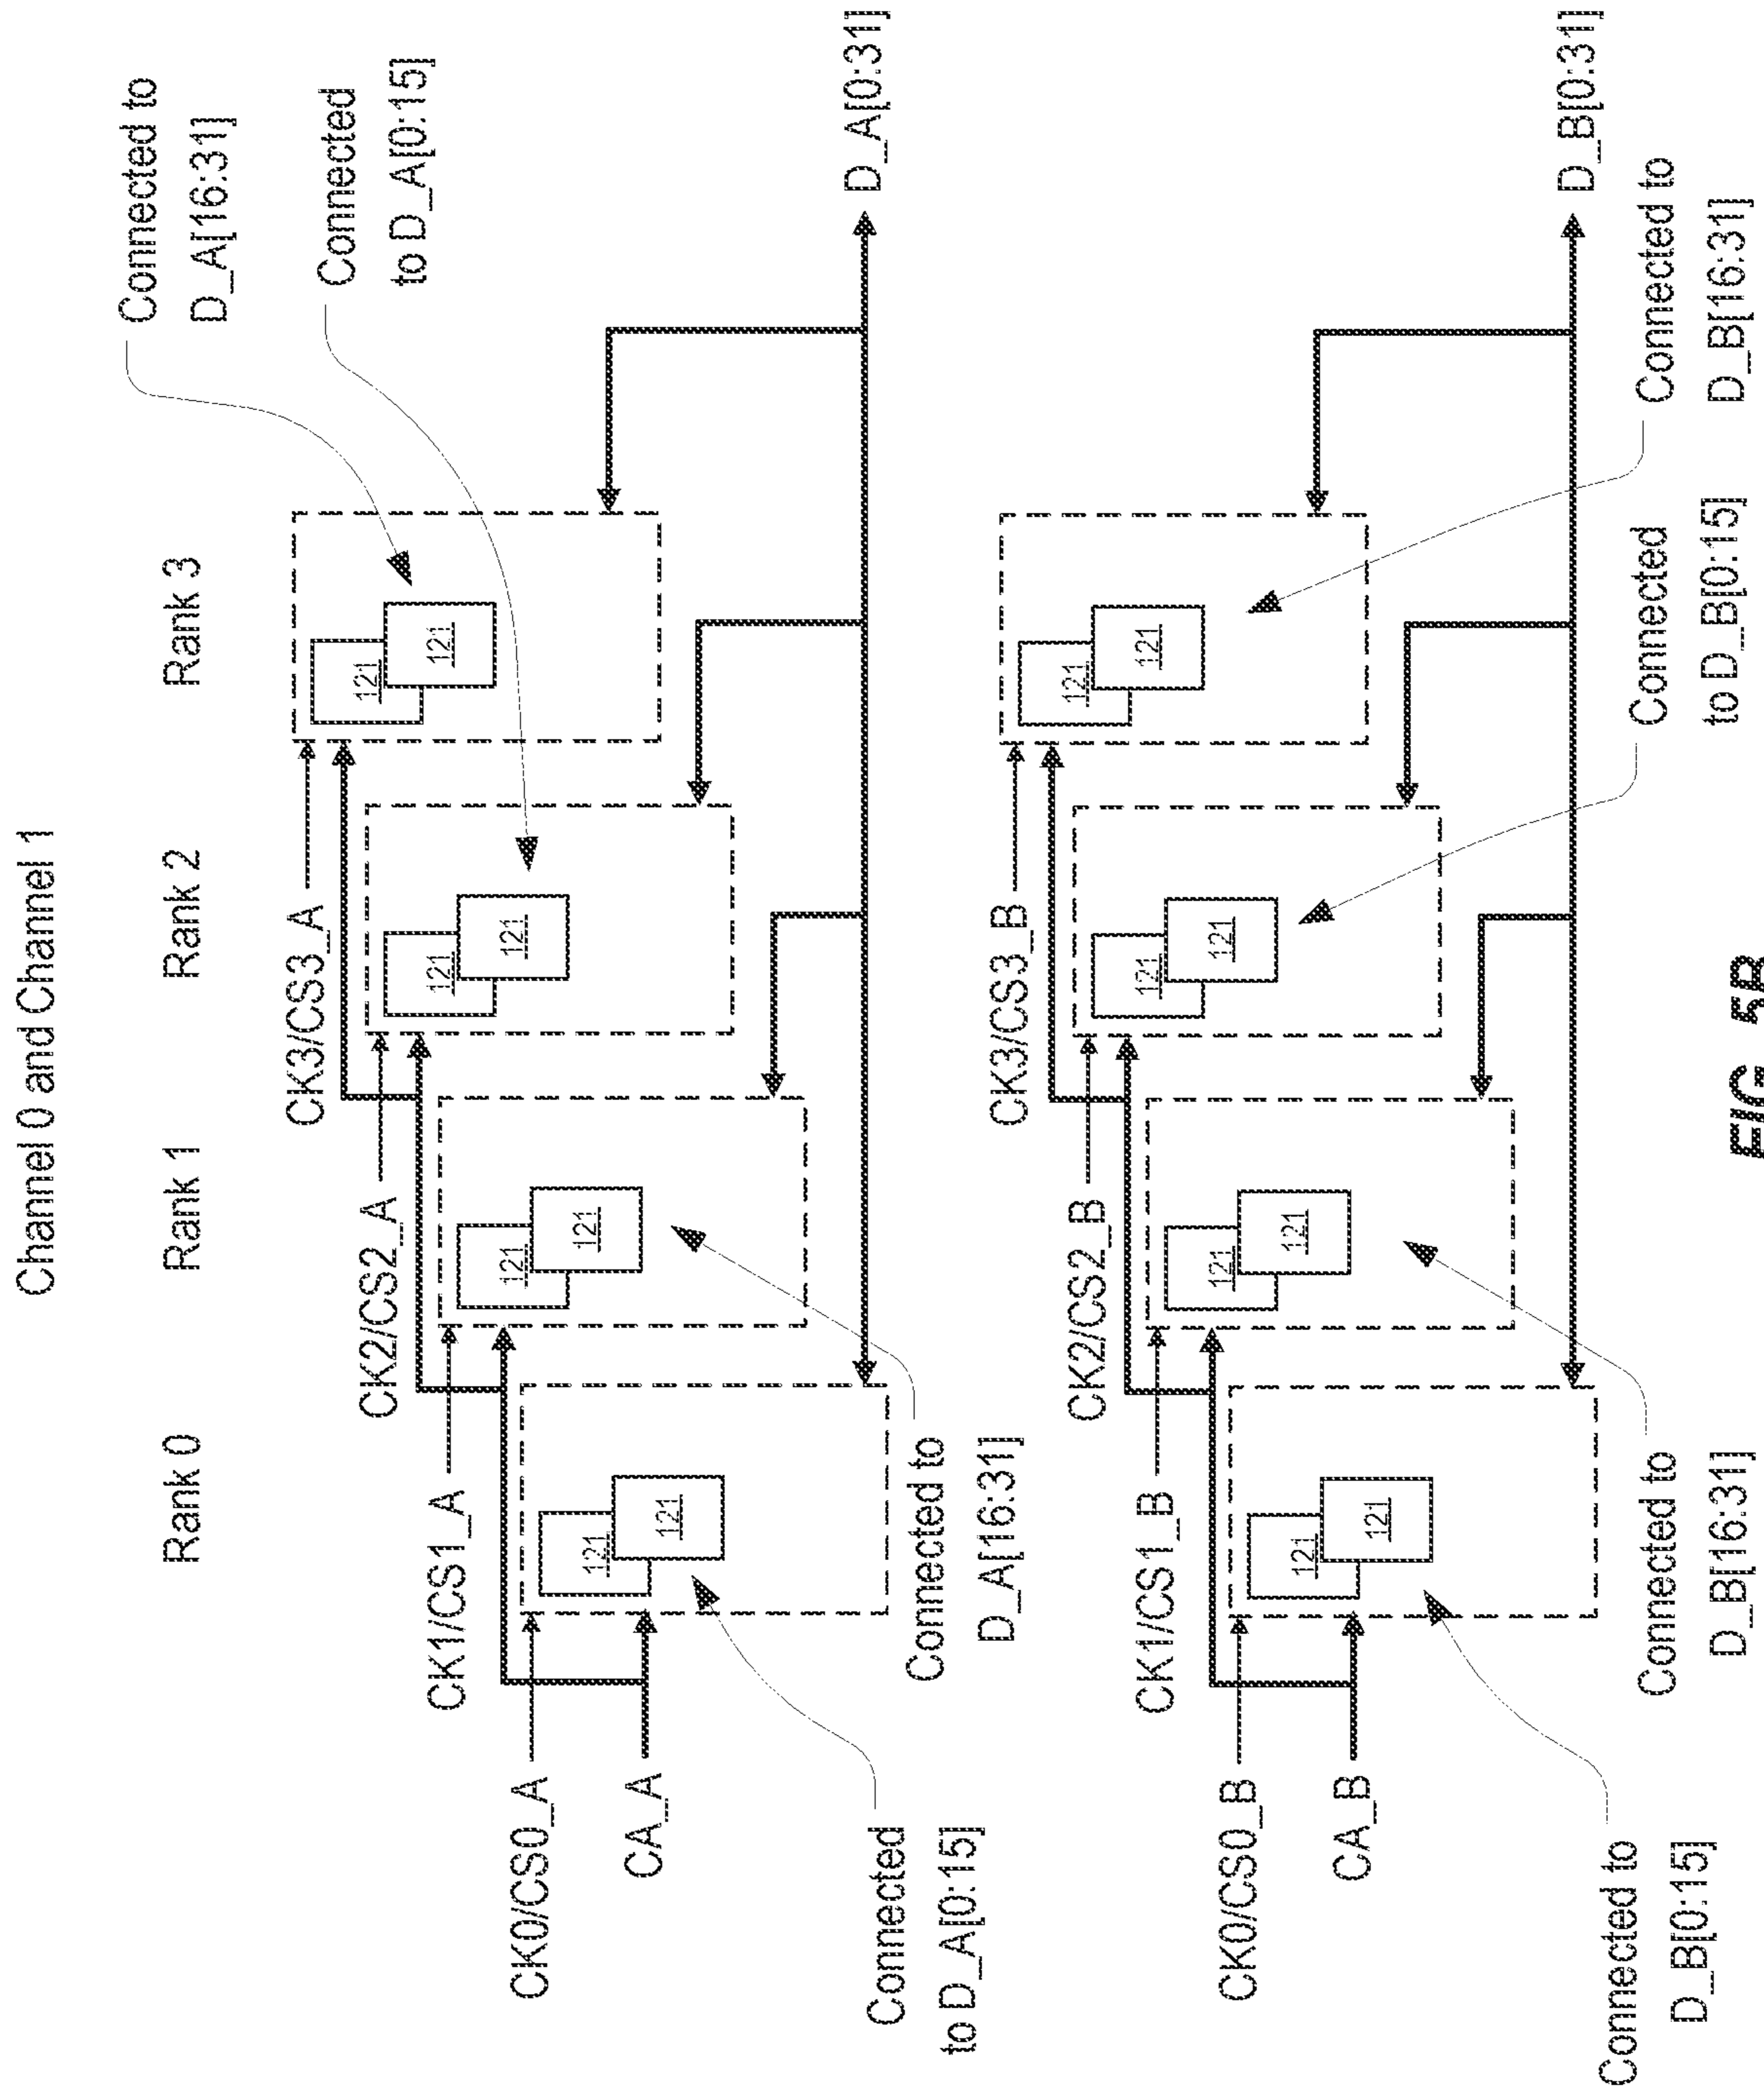 Channel 0 and Channel 1
Rank 0
Rank 1
Rank 2
Rank 3
Connected to
D_A[16:31]
Connected
to D_A[0:15]
CK3/CS3_A
CK2/CS2_A
CK1/CS1_A
CK0/CS0_A
CA_A
121
121
121
121
121
121
121
121
D_A[0:31]
Connected
to D_A[0:15]
Connected to
D_A[16:31]
CK3/CS3_B
CK2/CS2_B
CK1/CS1_B
CK0/CS0_B
CA_B
121
121
121
121
121
121
121
121
D_B[0:31]
Connected to
D_B[0:15]
Connected to
D_B[16:31]
Connected
to D_B[0:15]
Connected to
D_B[16:31]
FIG. 5B